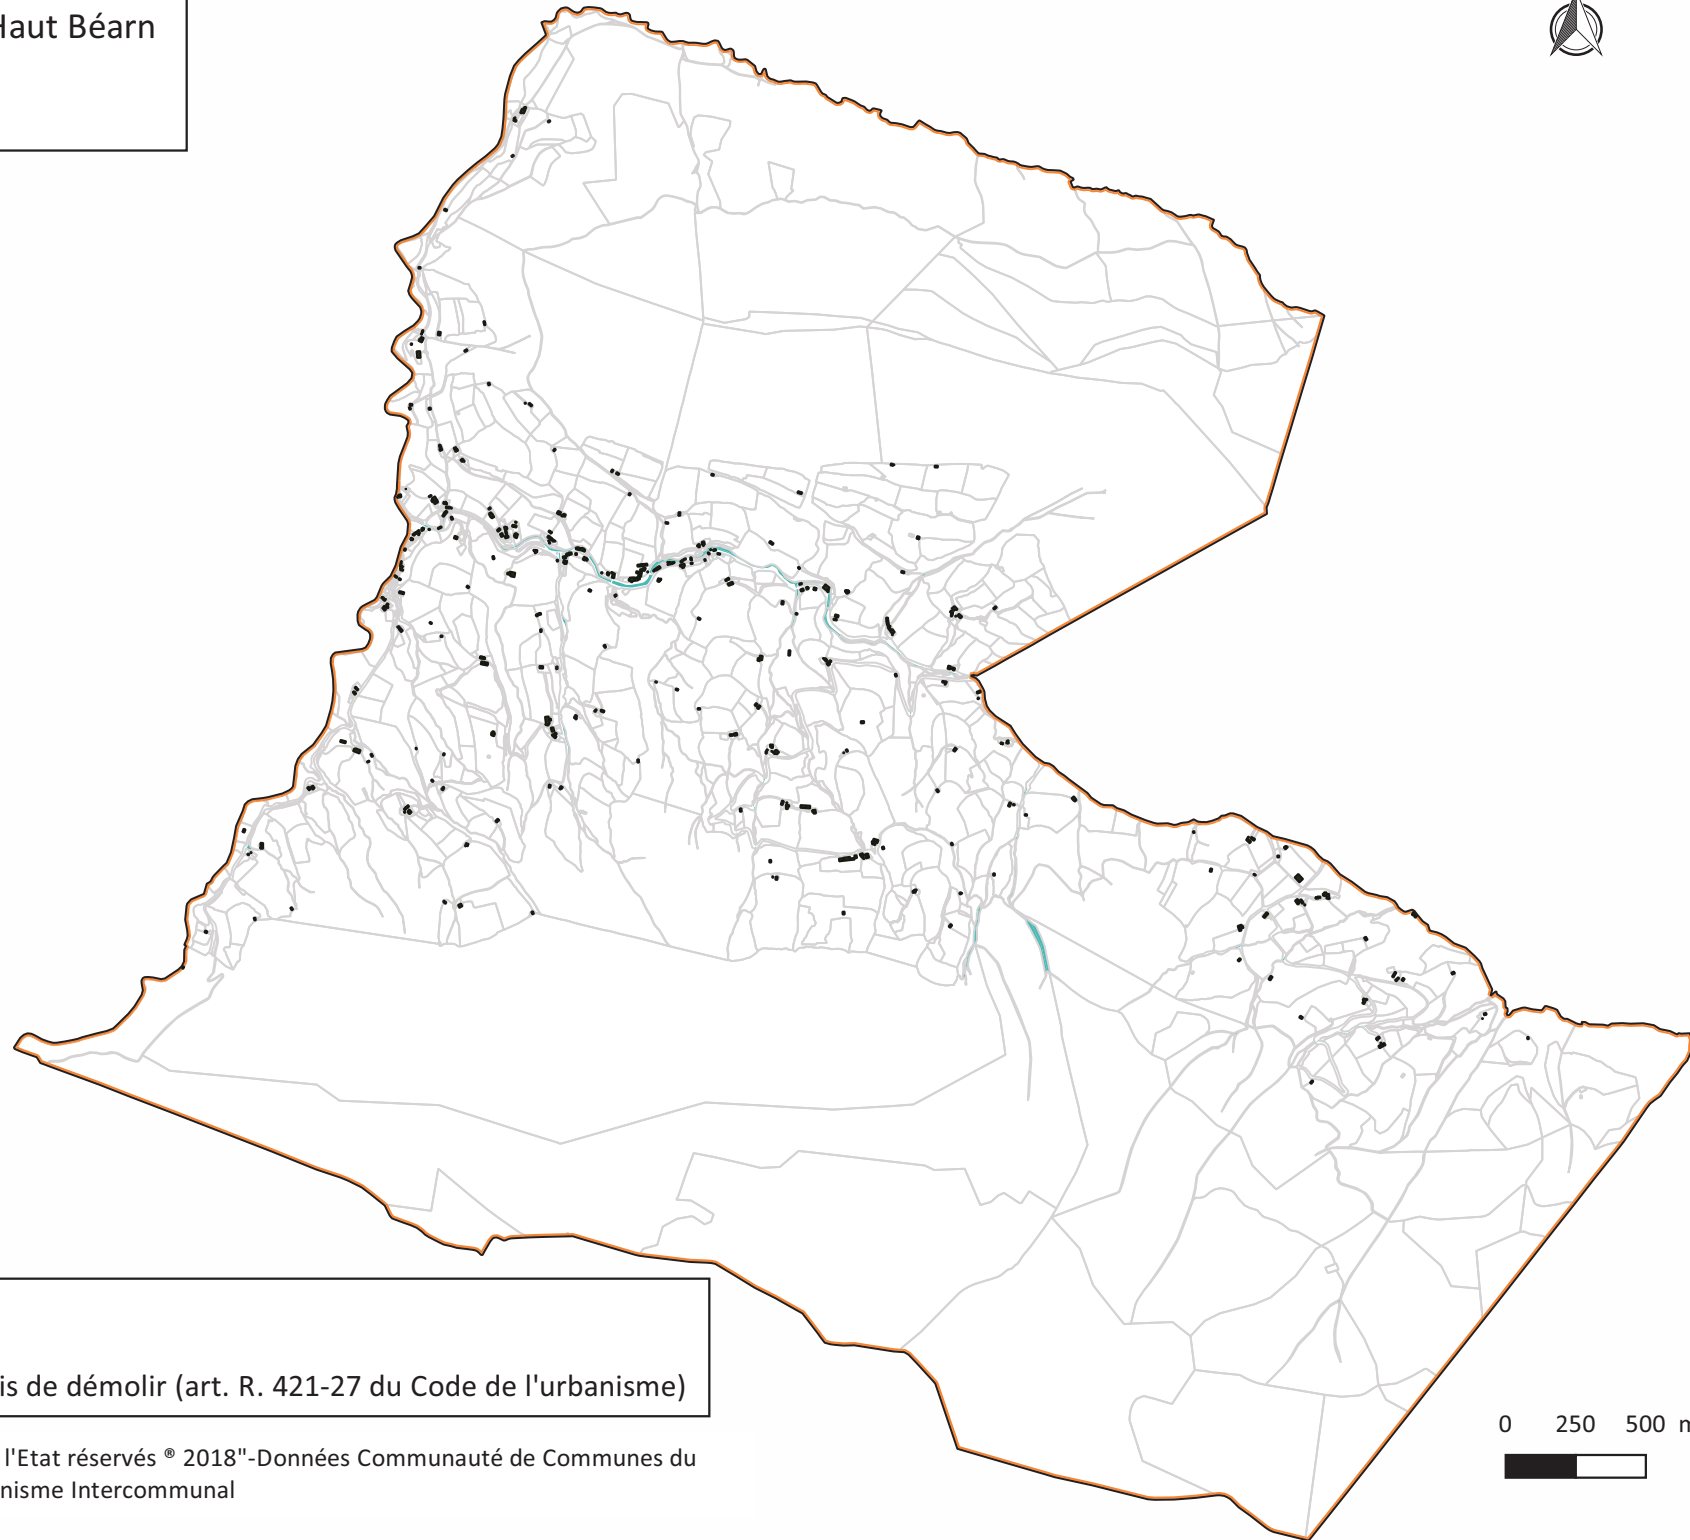 Haut Béarn
is de démolir (art. R. 421-27 du Code de l'urbanisme)
0 250 500 m
l'Etat réservés ® 2018"-Données Communauté de Communes du
nisme Intercommunal